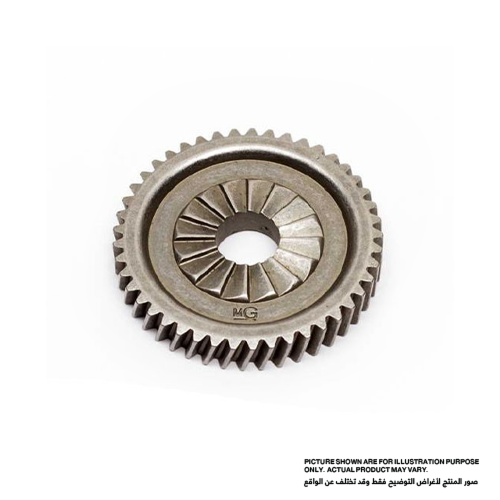 MG
PICTURE SHOWN ARE FOR ILLUSTRATION PURPOSE
ONLY. ACTUAL PRODUCT MAY VARY.
صور المنتج لأغراض التوضيح فقط وقد تختلف عن الواقع